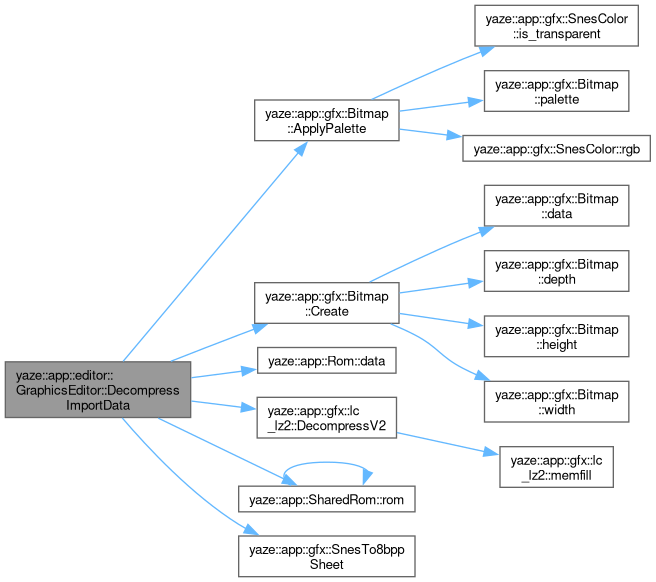 yaze::app::gfx::SnesColor
::is_transparent
yaze::app::gfx::Bitmap
::palette
yaze::app::gfx::Bitmap
::ApplyPalette
yaze::app::gfx::SnesColor::rgb
yaze::app::gfx::Bitmap
::data
yaze::app::gfx::Bitmap
::depth
yaze::app::gfx::Bitmap
::Create
yaze::app::gfx::Bitmap
::height
yaze::app::Rom::data
yaze::app::editor::
GraphicsEditor::Decompress
ImportData
yaze::app::gfx::Bitmap
::width
yaze::app::gfx::lc
_lz2::DecompressV2
yaze::app::gfx::lc
_lz2::memfill
yaze::app::SharedRom::rom
yaze::app::gfx::SnesTo8bpp
Sheet